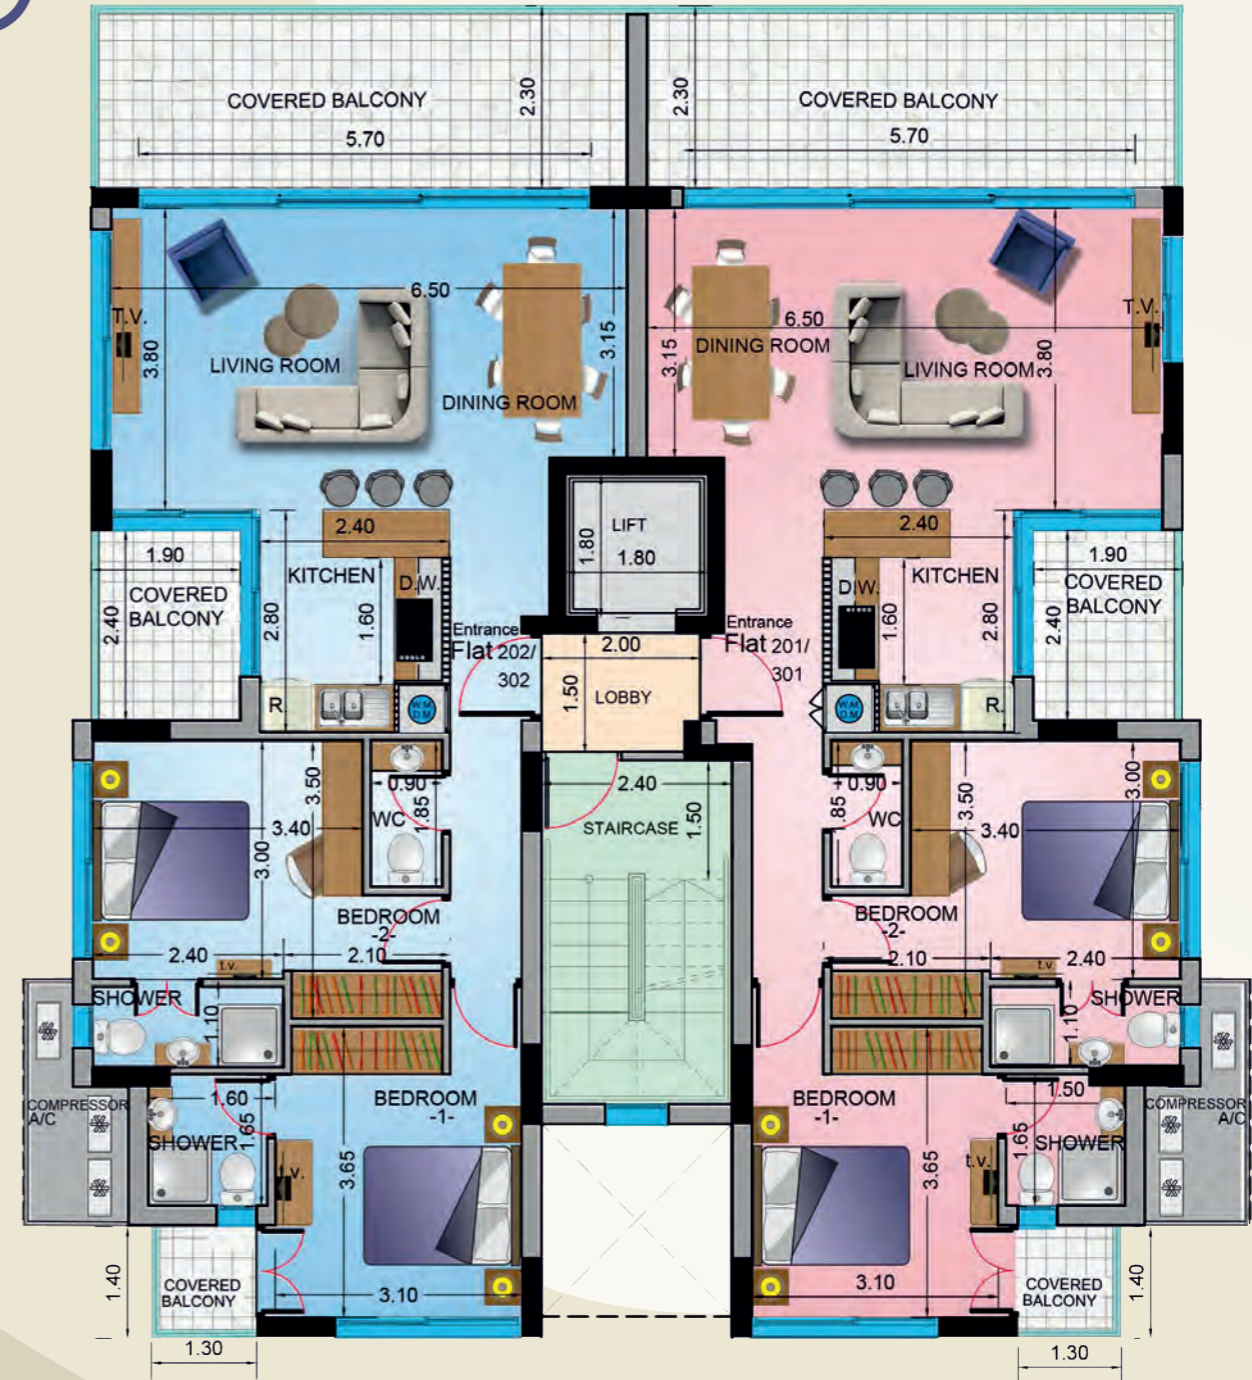 COVERED BALCONY
2.30
5.70
2.30
COVERED BALCONY
5.70
6.50
T.V.
3.80
LIVING ROOM
3.15
DINING ROOM
6.50
3.15
DINING ROOM
LIVING ROOM
3.80
T.V.
2.40
LIFT
1.80
1.80
2.40
1.90
COVERED
BALCONY
2.40
KITCHEN
D.W.
2.80
1.60
Entrance
Flat 202/
302
2.00
1.50
LOBBY
Entrance
Flat 201/
301
D.W.
KITCHEN
1.60
2.80
1.90
COVERED
BALCONY
2.40
R.
W.M.
D.M.
W.M.
D.M.
R.
3.50
3.40
3.00
0.90
WC
1.85
2.40
STAIRCASE
1.50
0.90
.85
WC
3.50
3.40
3.00
BEDROOM
-2-
2.40
2.10
t.v.
BEDROOM
-2-
2.10
2.40
t.v.
SHOWER
1.10
SHOWER
1.10
COMPRESSOR
A/C
1.60
SHOWER
1.65
BEDROOM
-1-
t.v.
3.65
BEDROOM
-1-
3.65
t.v.
1.50
1.65
SHOWER
COMPRESSOR
A/C
1.40
COVERED
BALCONY
3.10
3.10
COVERED
BALCONY
1.40
1.30
1.30